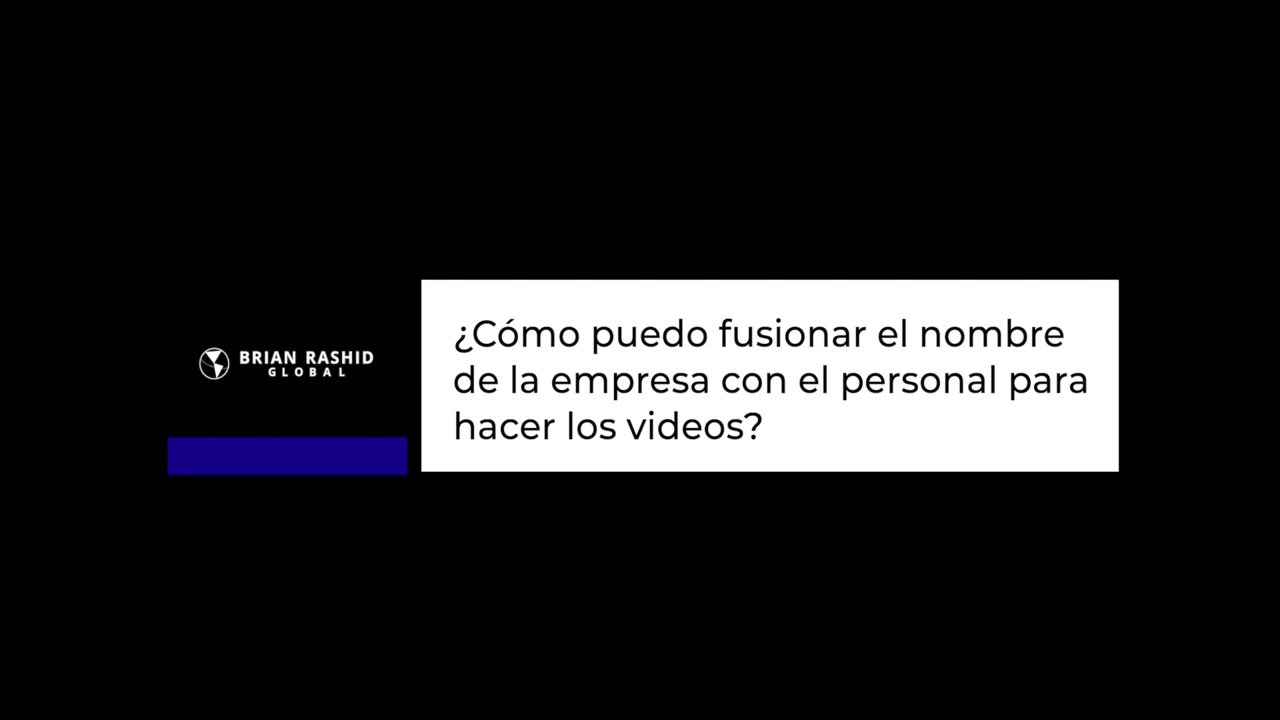 BRIAN RASHID
GLOBAL
¿Cómo puedo fusionar el nombre
de la empresa con el personal para
hacer los videos?